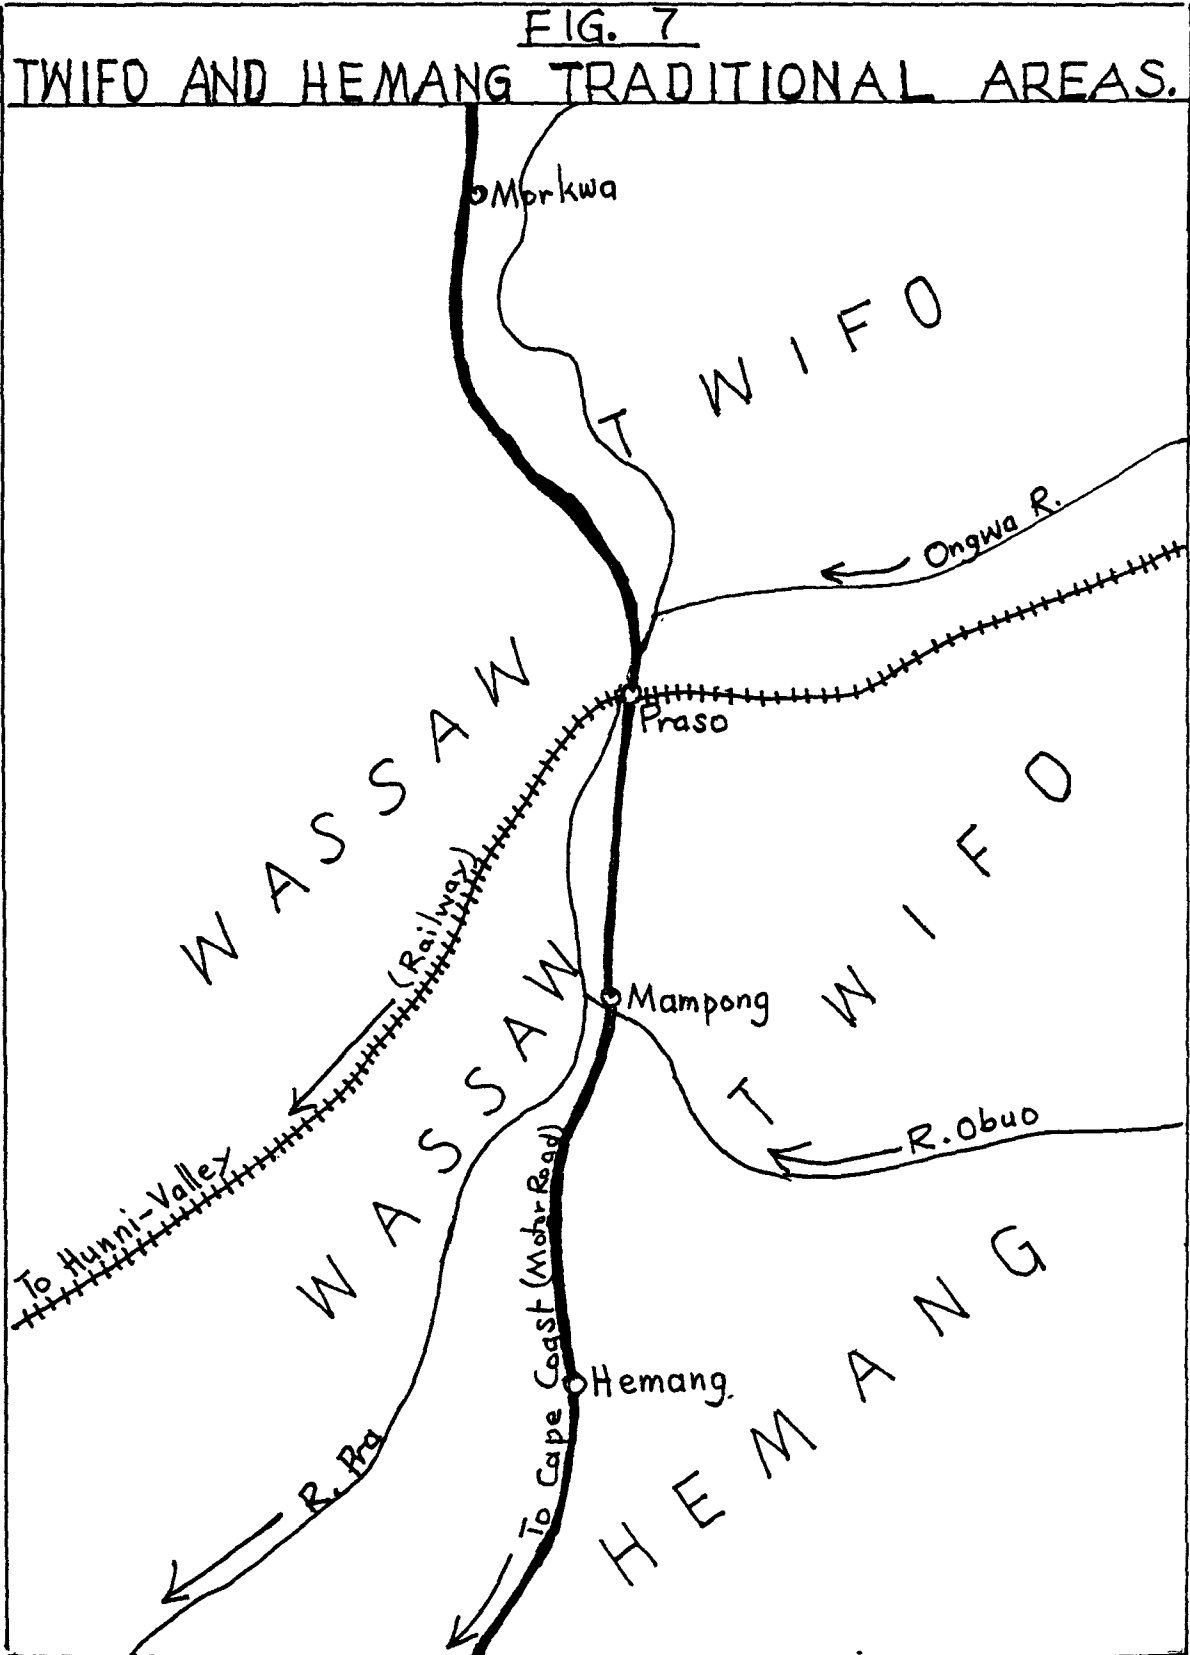 FIG. 7
TWIFO AND HEMANG TRADITIONAL AREAS.
Morkwa
TWIFO
Ongwa R.
WASSAW
Praso
(Railway)
TWIFO
WASSAW
Mampong
R. Obuo
To Hunni-Valley
To Cape Coast (Motor Road)
Hemang.
HEMANG
R. Pra